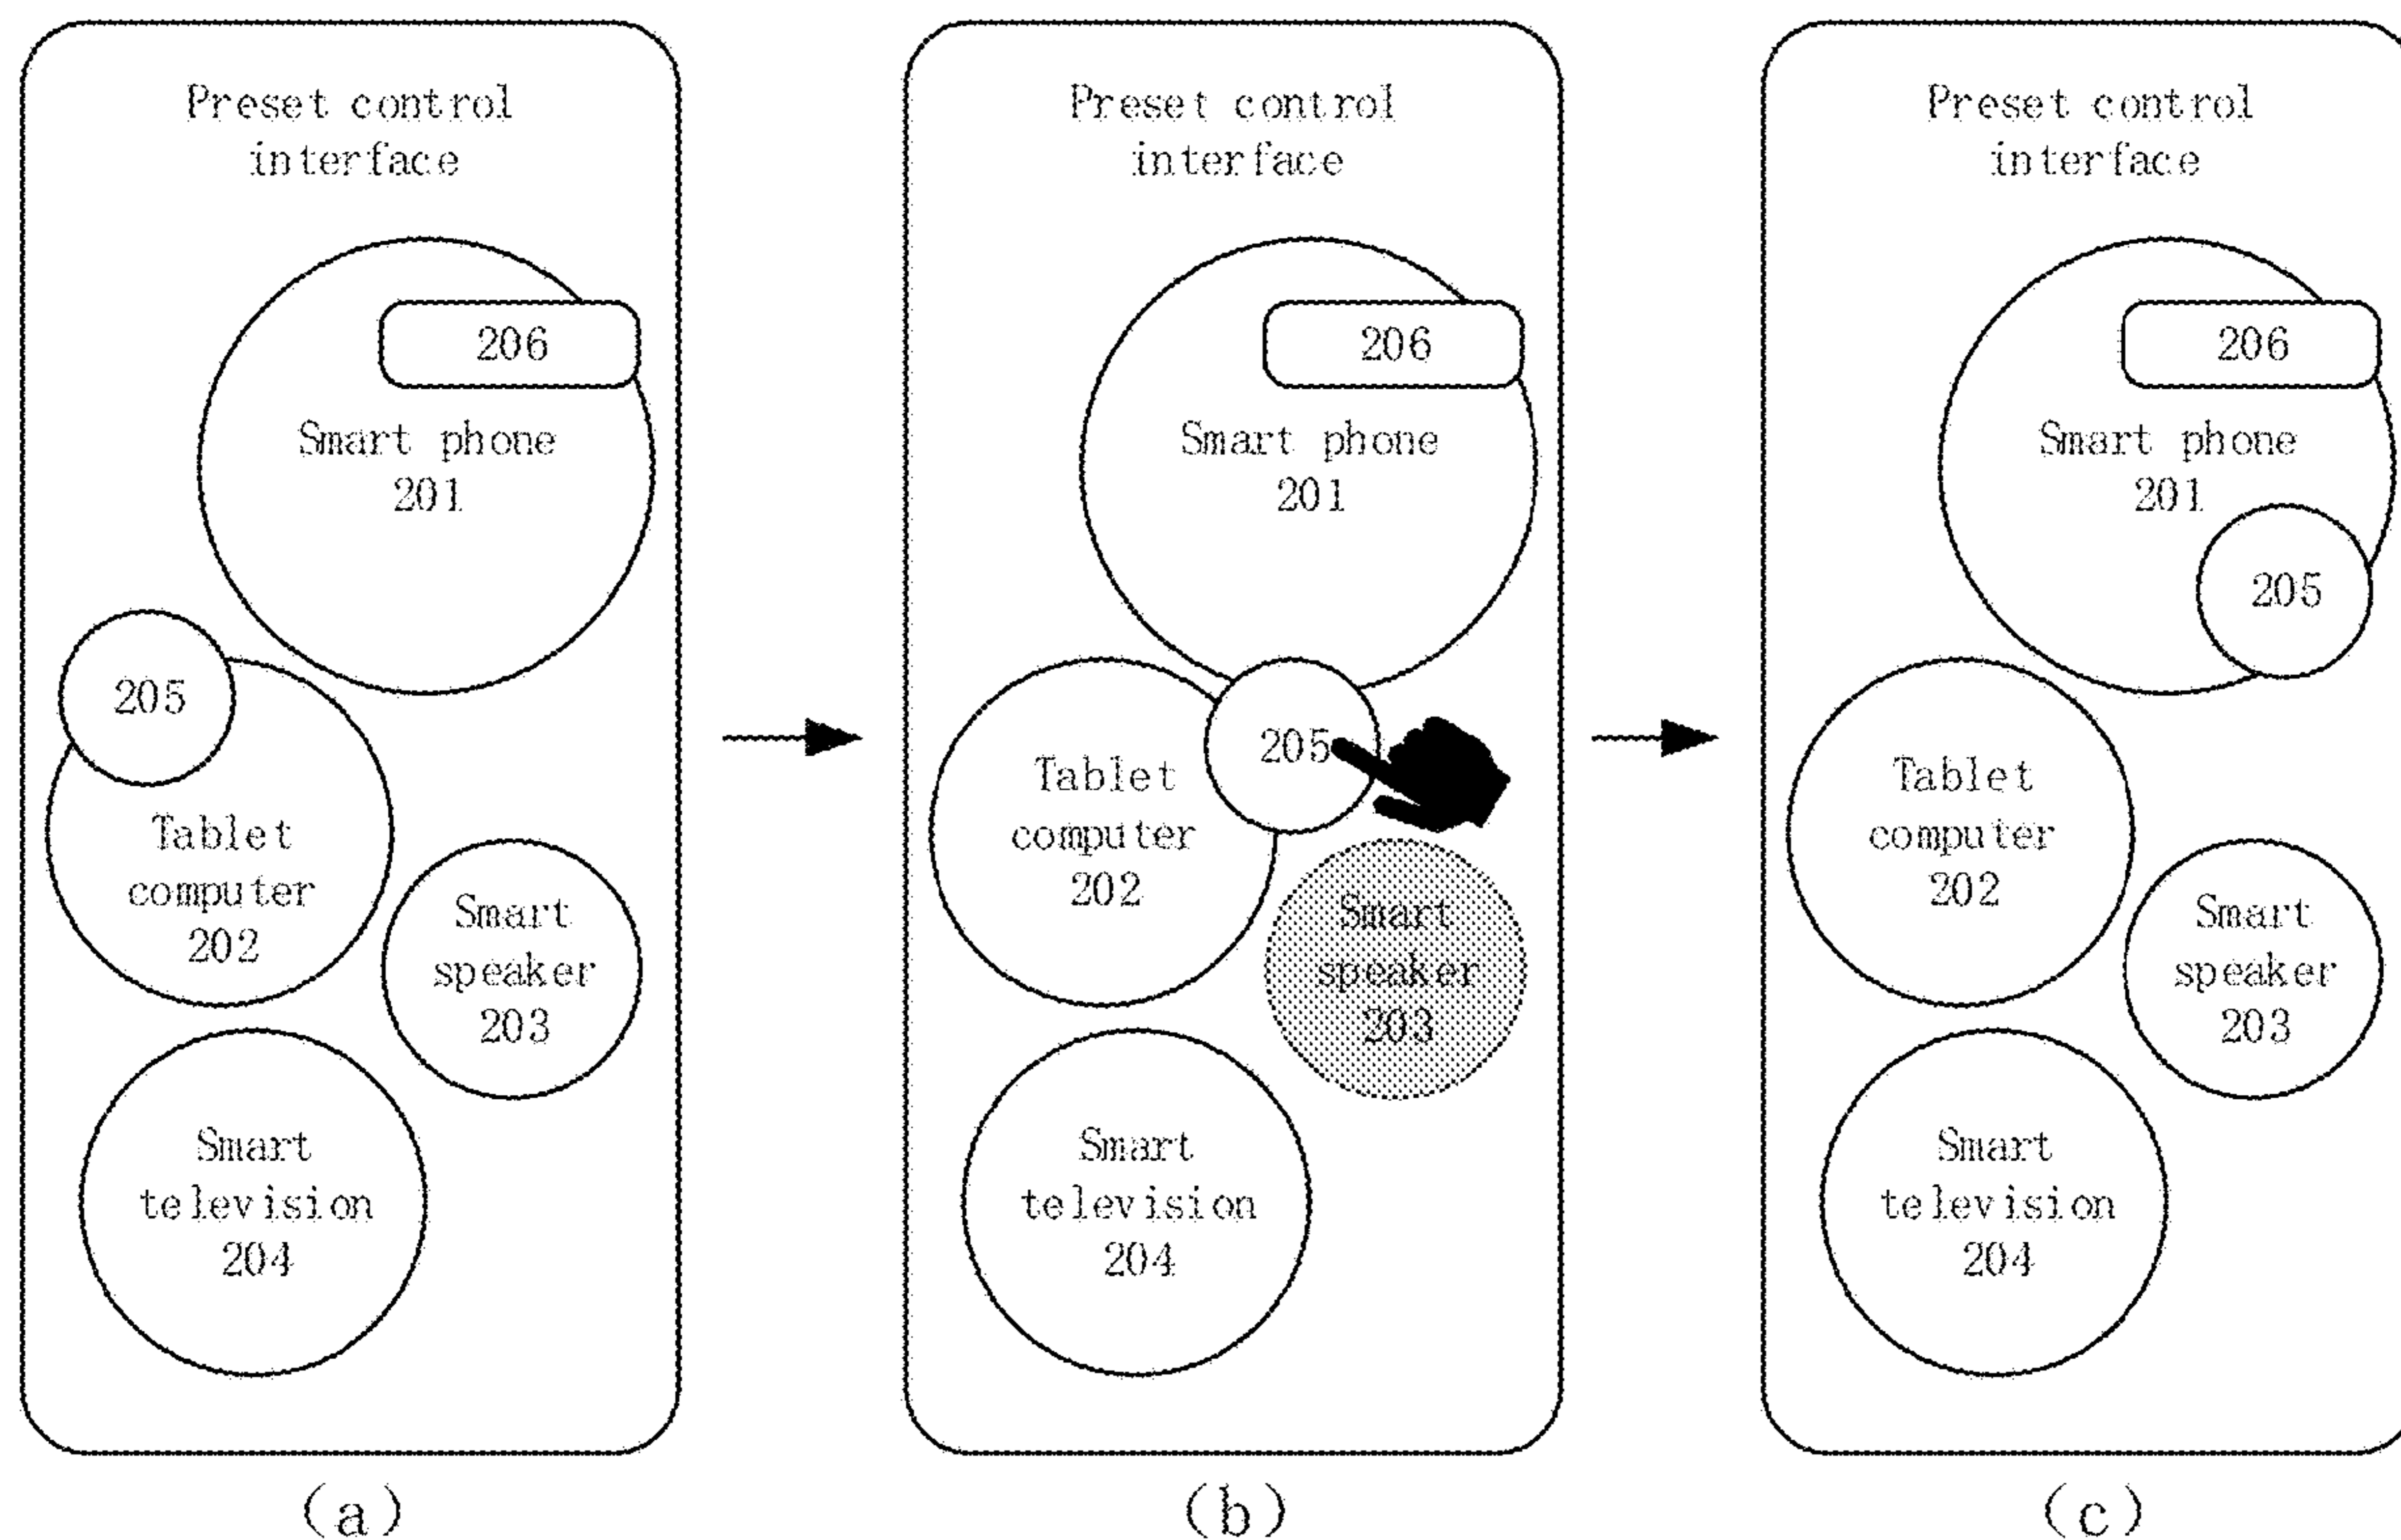 Preset control
interface
206
Smart phone
201
205
Tablet
computer
202
Smart
speaker
203
Smart
television
204
(a)
Preset control
interface
206
Smart phone
201
205
Tablet
computer
202
Smart
speaker
203
Smart
television
204
(b)
Preset control
interface
206
Smart phone
201
205
Tablet
computer
202
Smart
speaker
203
Smart
television
204
(c)